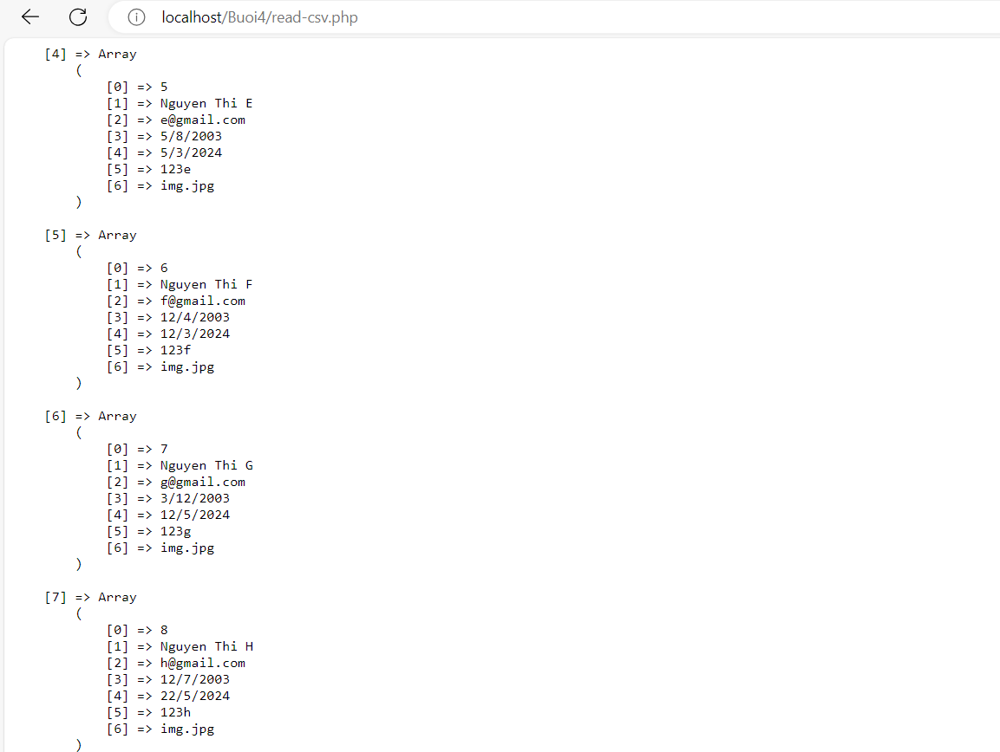 localhost/Buoi4/read-csv.php
[4] => Array
(
[0] => 5
[1] => Nguyen Thi E
[2] => e@gmail.com
[3] => 5/8/2003
[4] => 5/3/2024
[5] => 123e
[6] => img.jpg
)
[5] => Array
(
[0] => 6
[1] => Nguyen Thi F
[2] => f@gmail.com
[3] => 12/4/2003
[4] => 12/3/2024
[5] => 123f
[6] => img.jpg
)
[6] => Array
(
[0] => 7
[1] => Nguyen Thi G
[2] => g@gmail.com
[3] => 3/12/2003
[4] => 12/5/2024
[5] => 123g
[6] => img.jpg
)
[7] => Array
(
[0] => 8
[1] => Nguyen Thi H
[2] => h@gmail.com
[3] => 12/7/2003
[4] => 22/5/2024
[5] => 123h
[6] => img.jpg
)